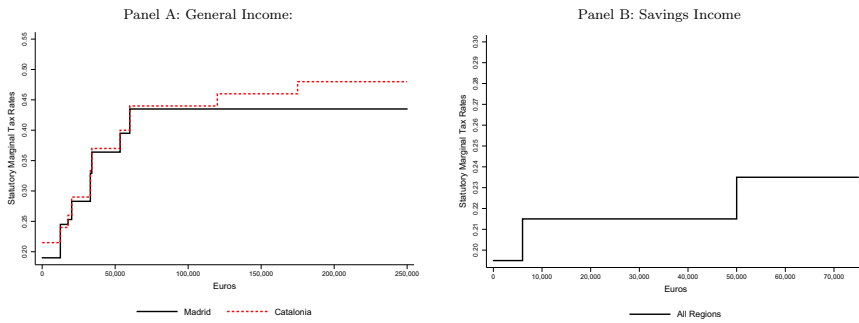 Panel A: General Income:
Statutory Marginal Tax Rates
0.55
0.50
0.45
0.40
0.35
0.30
0.25
0.20
0 50,000 100,000 150,000 200,000 250,000
Euros
Madrid Catalonia
Panel B: Savings Income
Statutory Marginal Tax Rates
0.30
0.29
0.28
0.27
0.26
0.25
0.24
0.23
0.22
0.21
0.20
0 10,000 20,000 30,000 40,000 50,000 60,000 70,000
Euros
All Regions